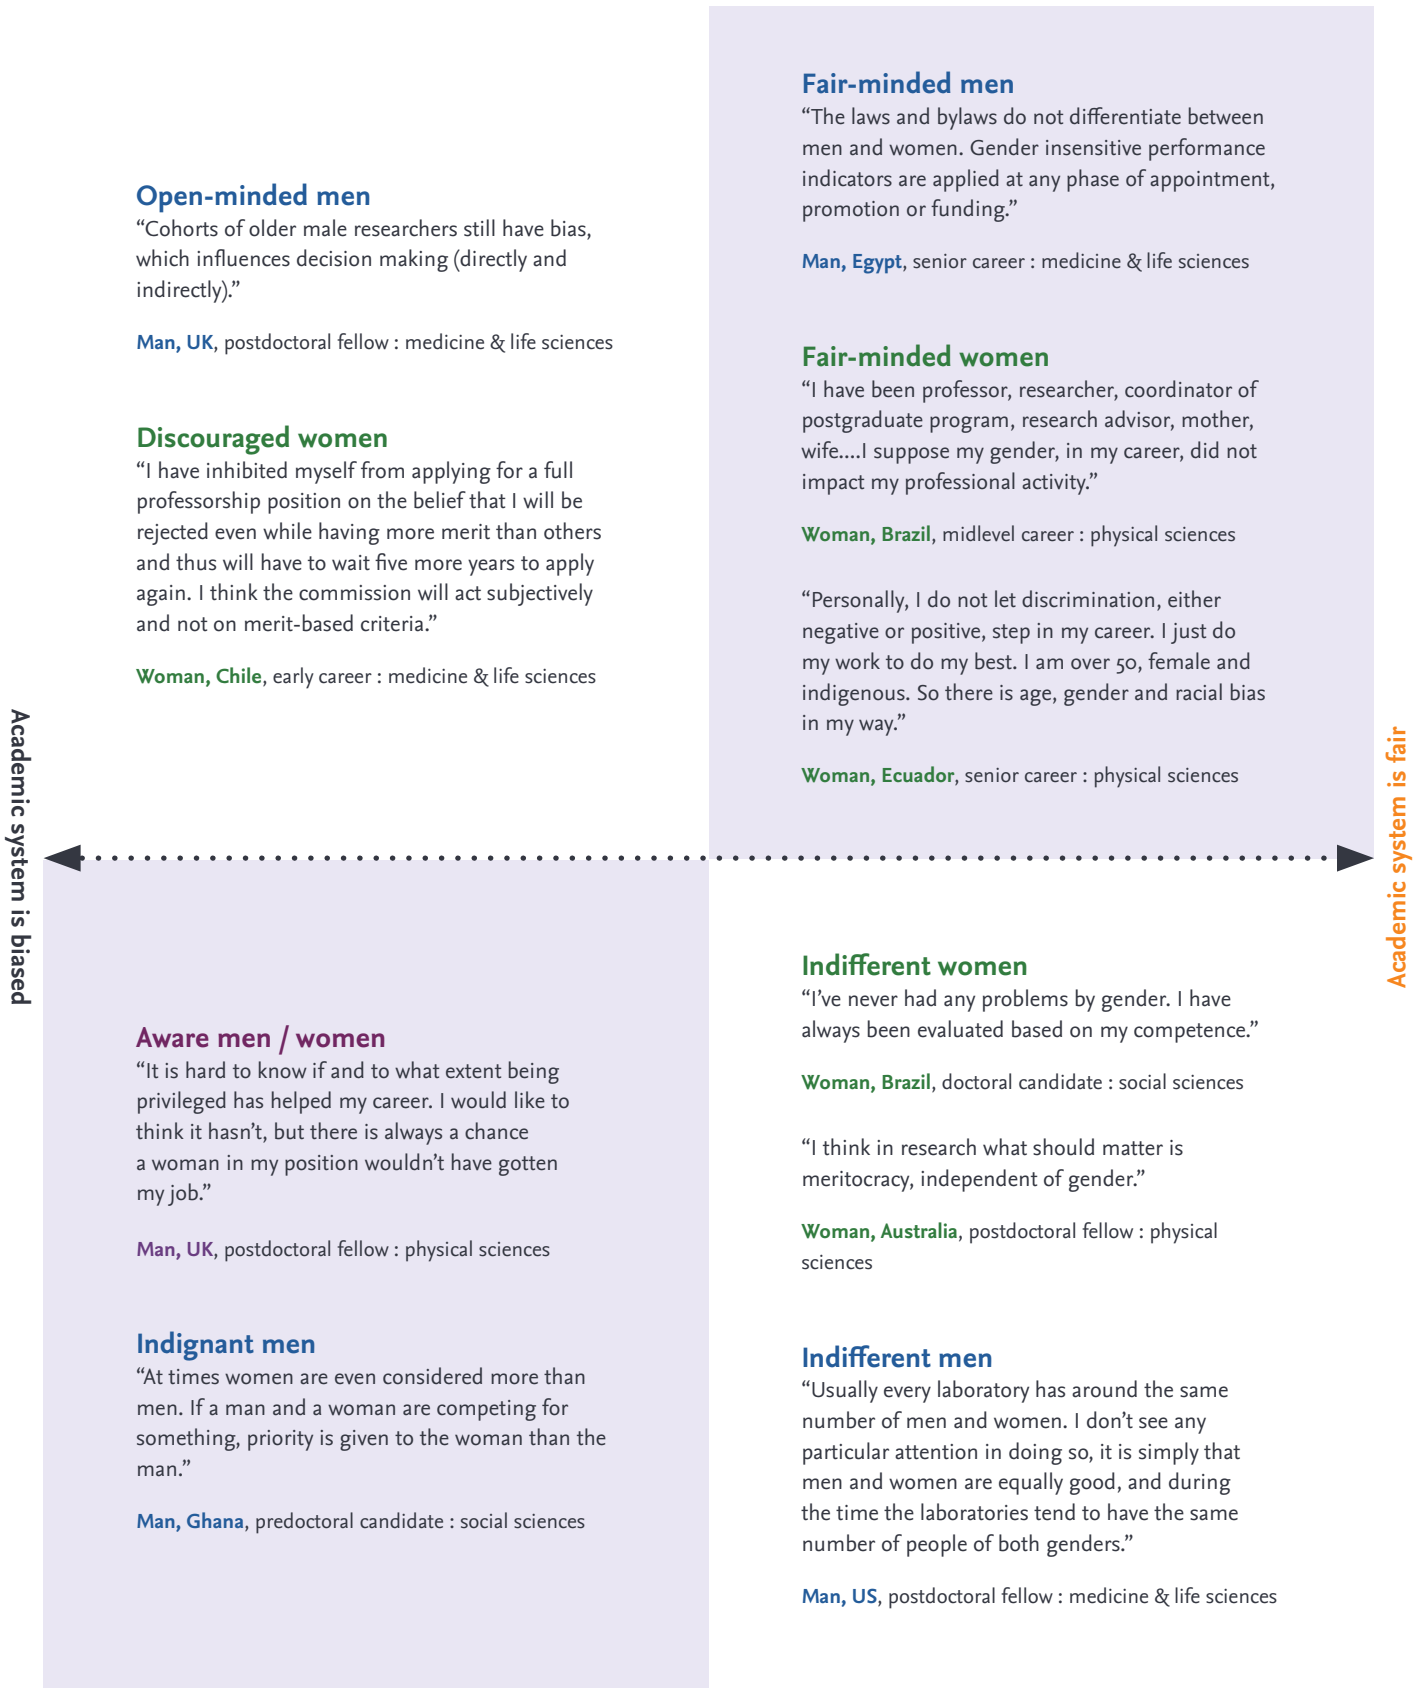 Open-minded men
“Cohorts of older male researchers still have bias,
which influences decision making (directly and
indirectly).”
Man, UK, postdoctoral fellow : medicine & life sciences
Discouraged women
“I have inhibited myself from applying for a full
professorship position on the belief that I will be
rejected even while having more merit than others
and thus will have to wait five more years to apply
again. I think the commission will act subjectively
and not on merit-based criteria.”
Woman, Chile, early career : medicine & life sciences
Fair-minded men
“The laws and bylaws do not differentiate between
men and women. Gender insensitive performance
indicators are applied at any phase of appointment,
promotion or funding.”
Man, Egypt, senior career : medicine & life sciences
Fair-minded women
“I have been professor, researcher, coordinator of
postgraduate program, research advisor, mother,
wife....I suppose my gender, in my career, did not
impact my professional activity.”
Woman, Brazil, midlevel career : physical sciences
“Personally, I do not let discrimination, either
negative or positive, step in my career. I just do
my work to do my best. I am over 50, female and
indigenous. So there is age, gender and racial bias
in my way.”
Woman, Ecuador, senior career : physical sciences
Academic system is biased
Academic system is fair
Aware men / women
“It is hard to know if and to what extent being
privileged has helped my career. I would like to
think it hasn’t, but there is always a chance
a woman in my position wouldn’t have gotten
my job.”
Man, UK, postdoctoral fellow : physical sciences
Indignant men
“At times women are even considered more than
men. If a man and a woman are competing for
something, priority is given to the woman than the
man.”
Man, Ghana, predoctoral candidate : social sciences
Indifferent women
“I’ve never had any problems by gender. I have
always been evaluated based on my competence.”
Woman, Brazil, doctoral candidate : social sciences
“I think in research what should matter is
meritocracy, independent of gender.”
Woman, Australia, postdoctoral fellow : physical
sciences
Indifferent men
“Usually every laboratory has around the same
number of men and women. I don’t see any
particular attention in doing so, it is simply that
men and women are equally good, and during
the time the laboratories tend to have the same
number of people of both genders.”
Man, US, postdoctoral fellow : medicine & life sciences